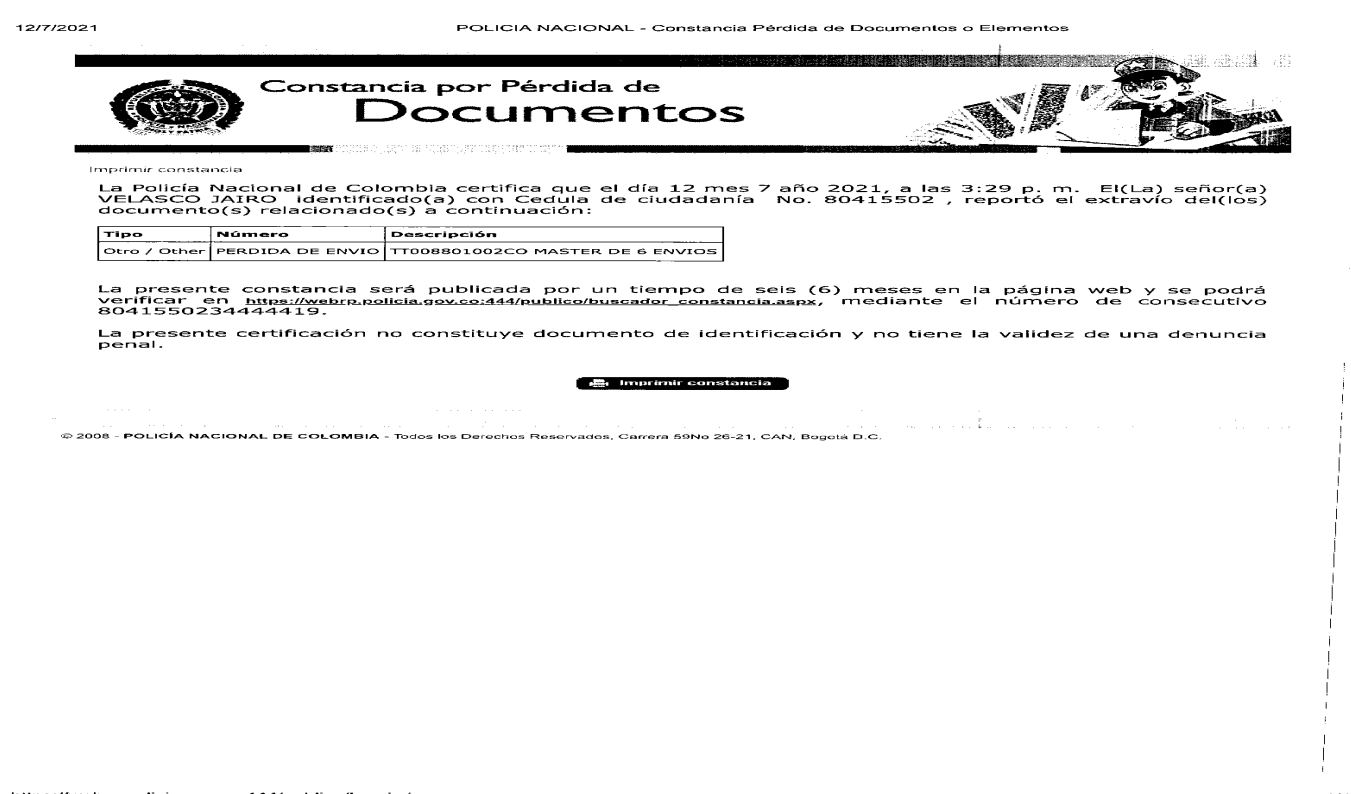 12/7/2021 POLICIA NACIONAL - Constancia Pérdida de Documentos o Elementos
Constancia por Pérdida de
Documentos
Imprimir constancia
La Policía Nacional de Colombia certifica que el día 12 mes 7 año 2021, a las 3:29 p. m. El(La) señor(a)
VELASCO JAIRO identificado(a) con Cedula de ciudadanía No. 80415502 , reportó el extravío del(los)
documento(s) relacionado(s) a continuación:
Tipo Número Descripción
Otro / Other PERDIDA DE ENVIO TT008801002CO MASTER DE 6 ENVIOS
La presente constancia será publicada por un tiempo de seis (6) meses en la página web y se podrá
verificar en https://webrp.policia.gov.co:444/publico/buscador_constancia.aspx, mediante el número de consecutivo
8041550234444419.
La presente certificación no constituye documento de identificación y no tiene la validez de una denuncia
penal.
Imprimir constancia
© 2008 - POLICÍA NACIONAL DE COLOMBIA - Todos los Derechos Reservados, Carrera 59No 26-21, CAN, Bogotá D.C.